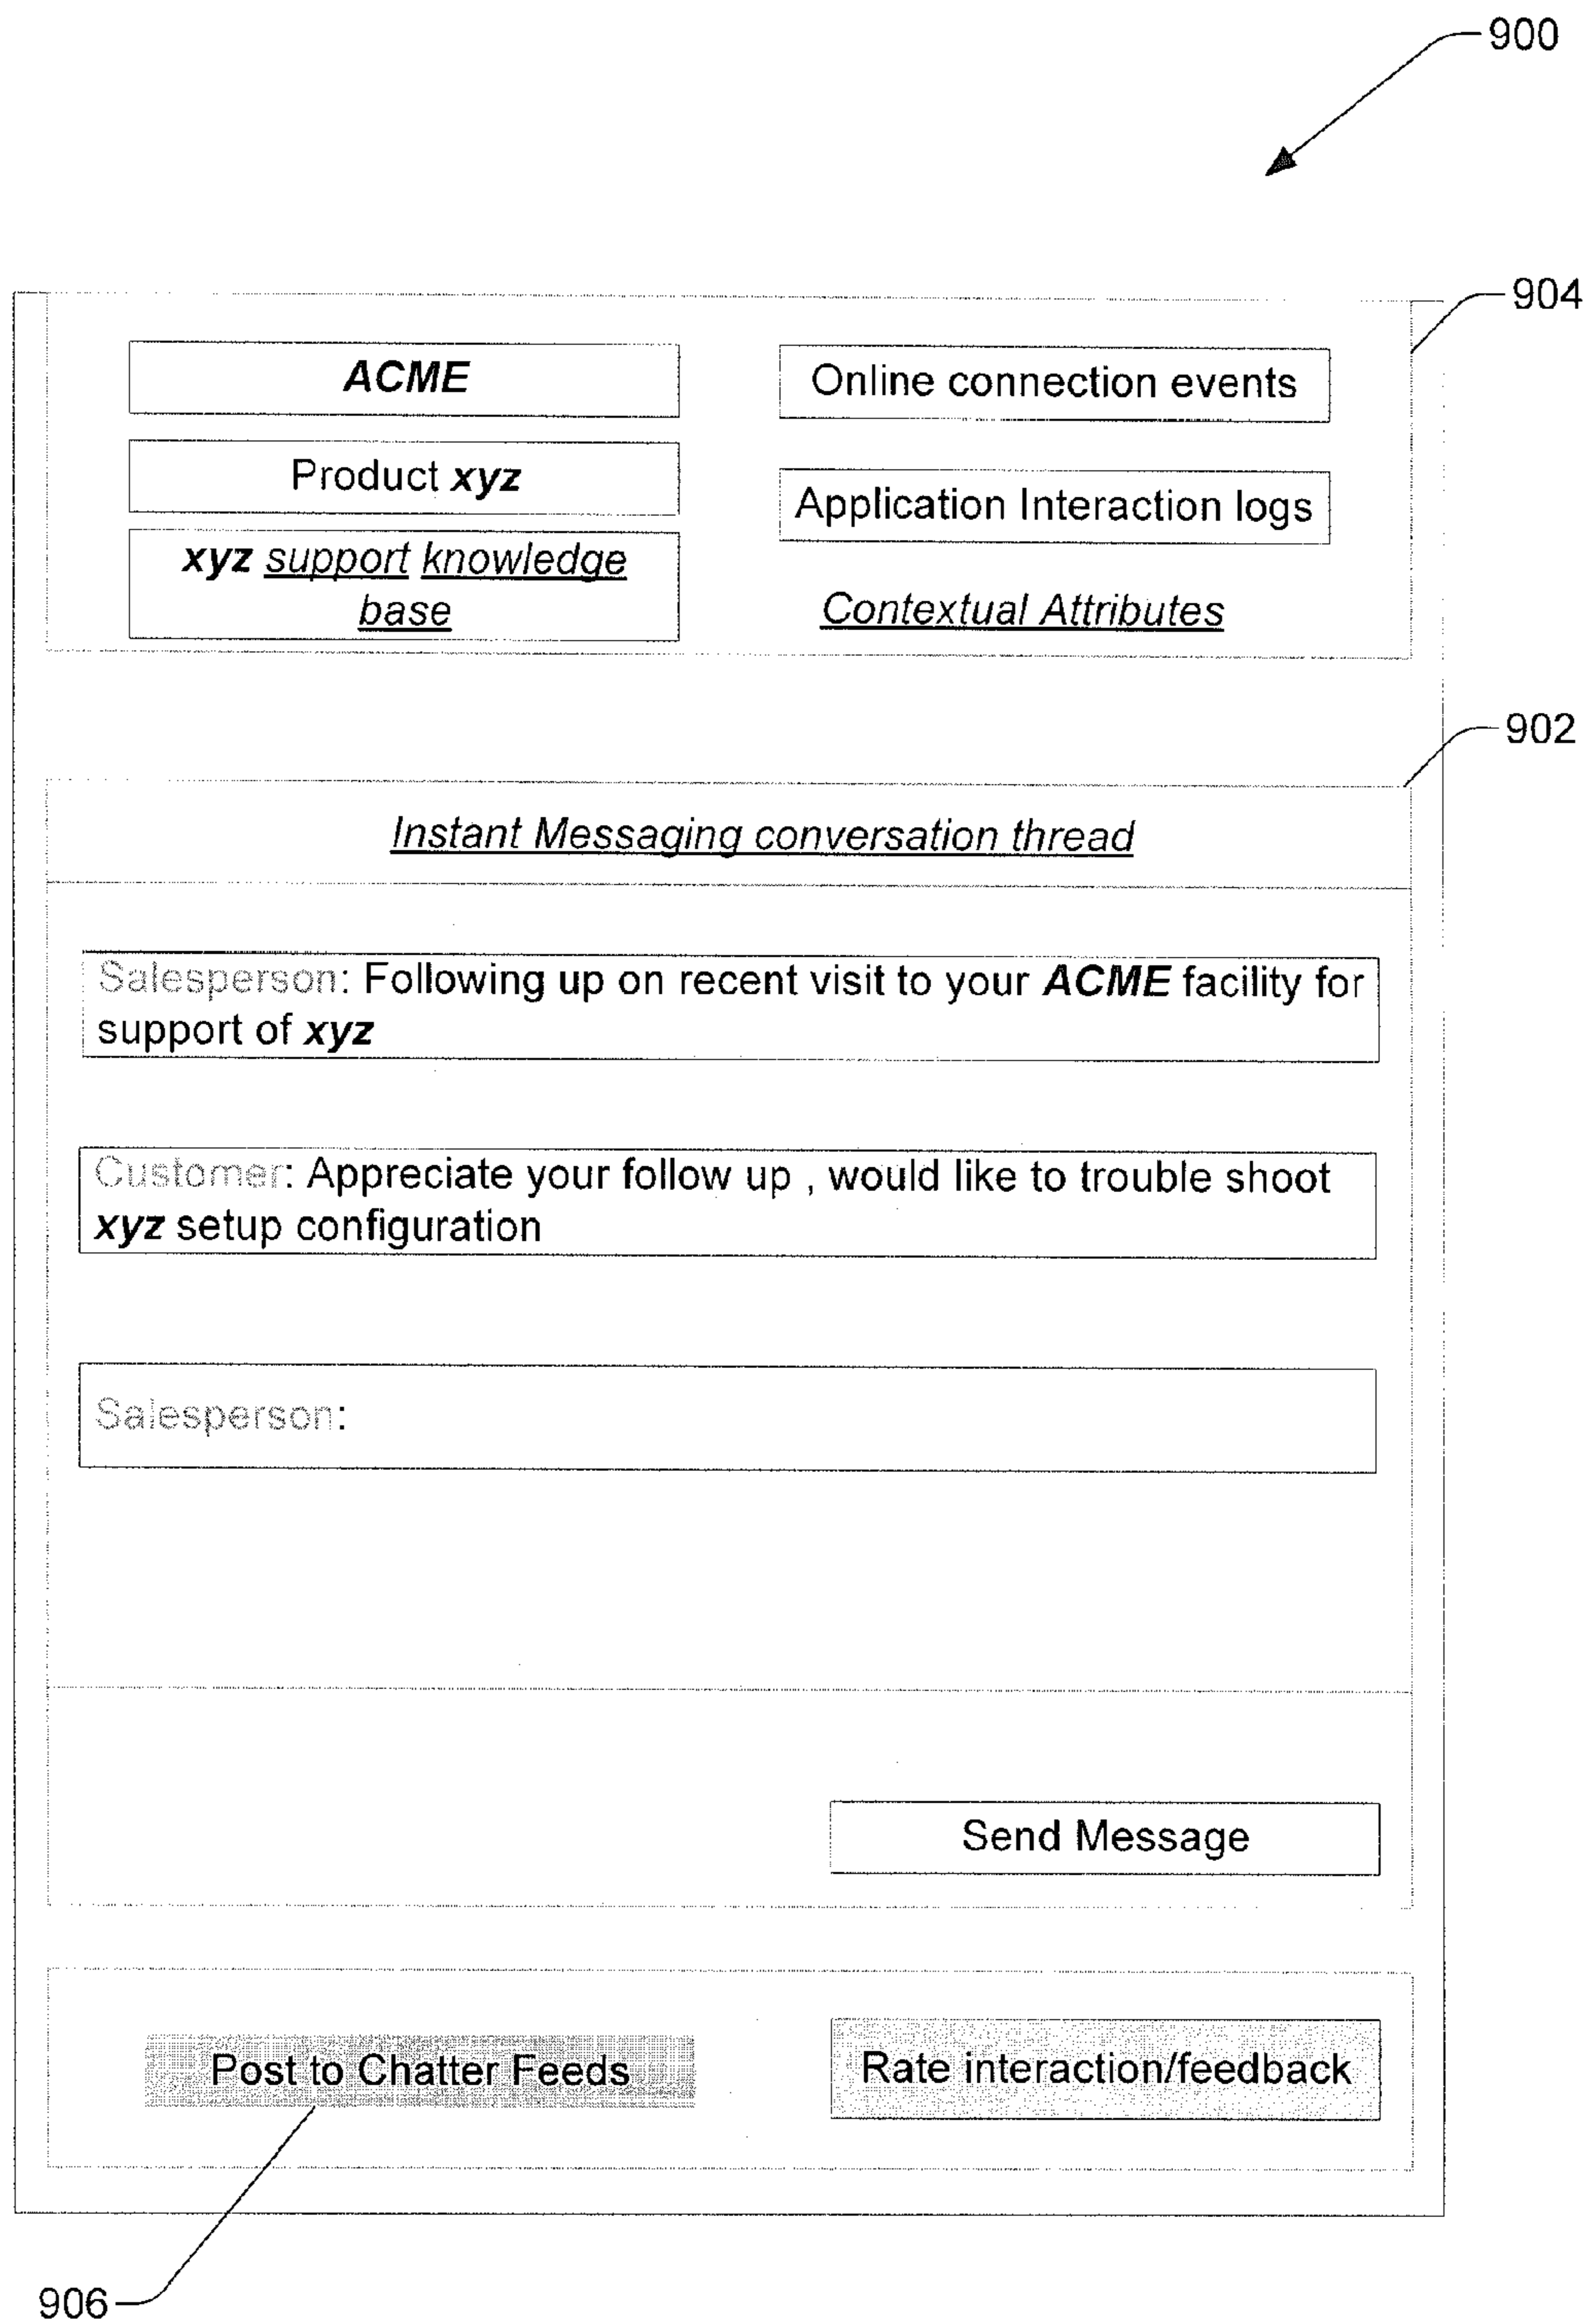 900
904
ACME
Online connection events
Product xyz
Application Interaction logs
xyz support knowledge
base
Contextual Attributes
902
Instant Messaging conversation thread
Salesperson: Following up on recent visit to your ACME facility for
support of xyz
Customer: Appreciate your follow up , would like to trouble shoot
xyz setup configuration
Salesperson:
Send Message
Post to Chatter Feeds
Rate interaction/feedback
906